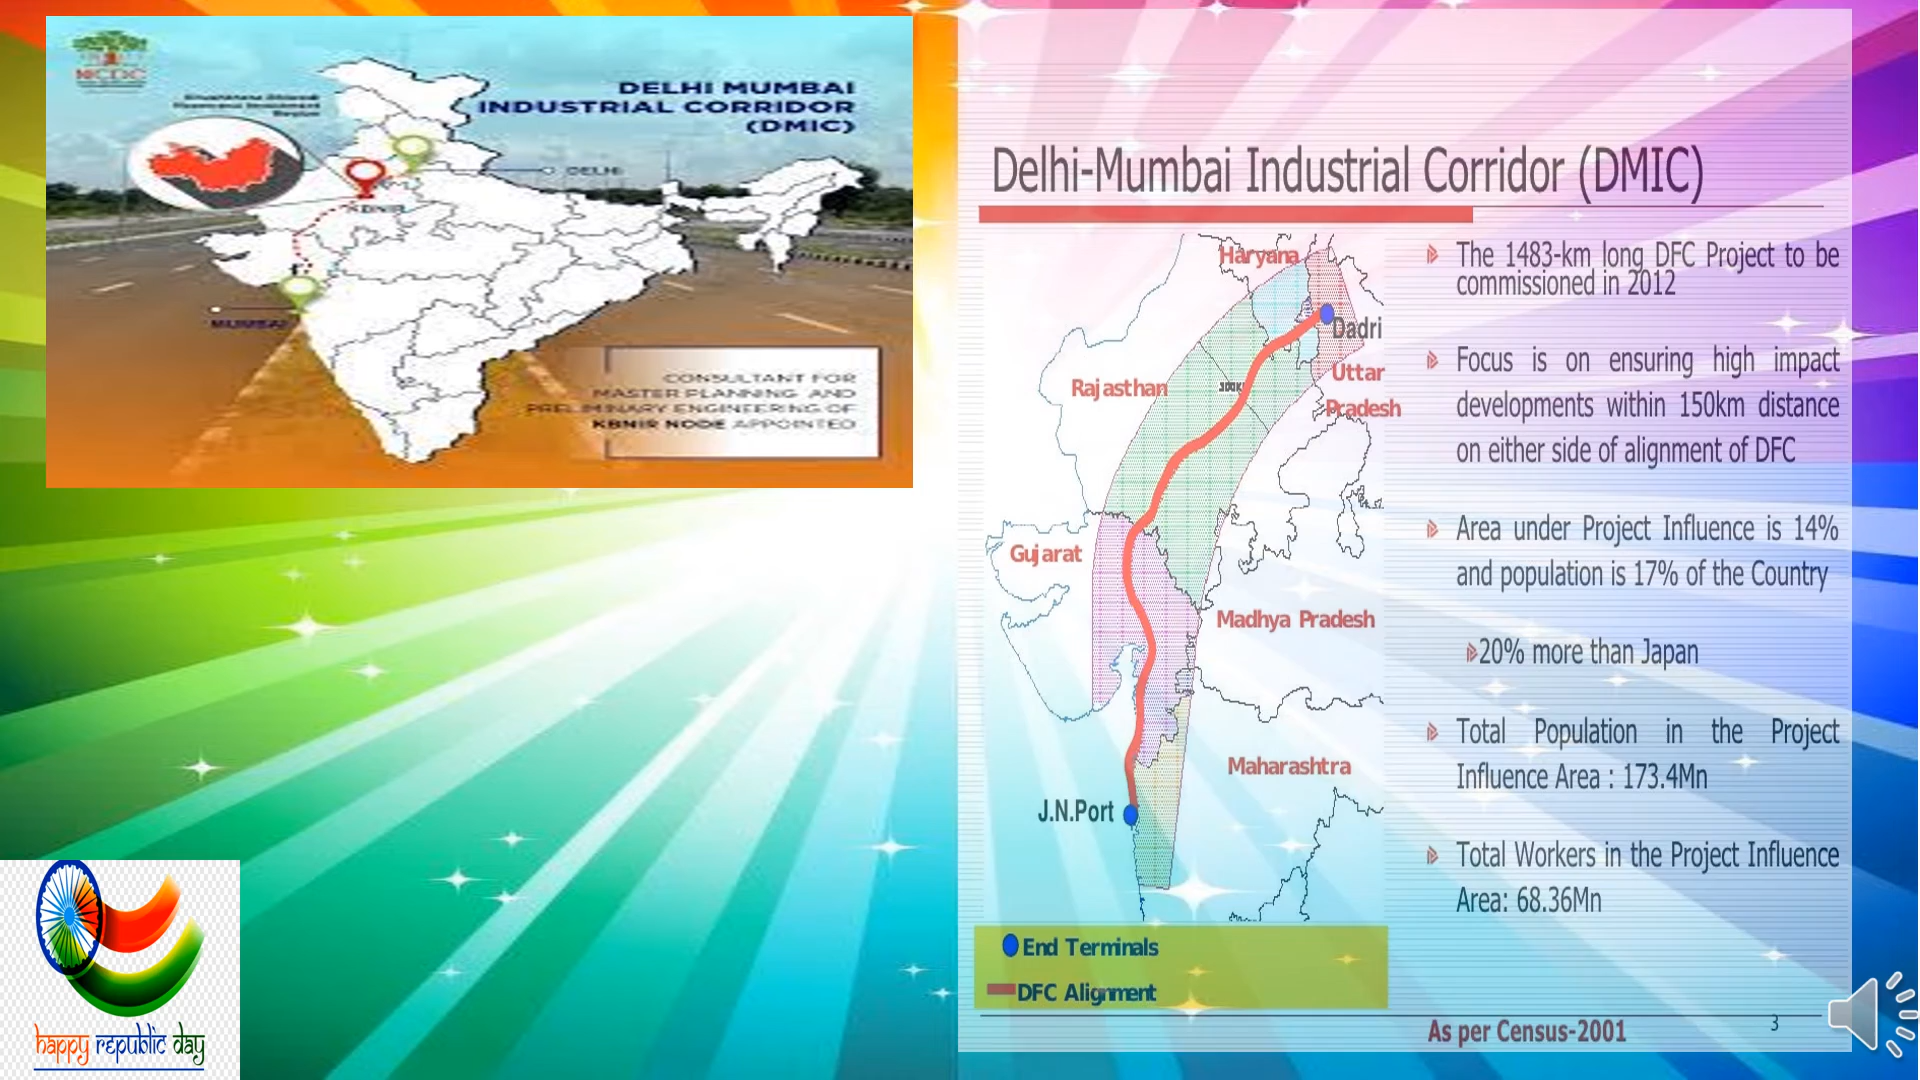 NICDC
DELHI MUMBAI
INDUSTRIAL CORRIDOR
(DMIC)
Region
DELHI
KBNIR
MUMBAI
CONSULTANT FOR
MASTER PLANNING AND
PRELIMINARY ENGINEERING OF
KBNIR NODE APPOINTED
happy republic day
Delhi-Mumbai Industrial Corridor (DMIC)
Haryana
Dadri
Uttar
Pradesh
Rajasthan
Gujarat
Madhya Pradesh
Maharashtra
J.N.Port
End Terminals
DFC Alignment
The 1483-km long DFC Project to be
commissioned in 2012
Focus is on ensuring high impact
developments within 150km distance
on either side of alignment of DFC
Area under Project Influence is 14%
and population is 17% of the Country
20% more than Japan
Total Population in the Project
Influence Area : 173.4Mn
Total Workers in the Project Influence
Area: 68.36Mn
As per Census-2001
3